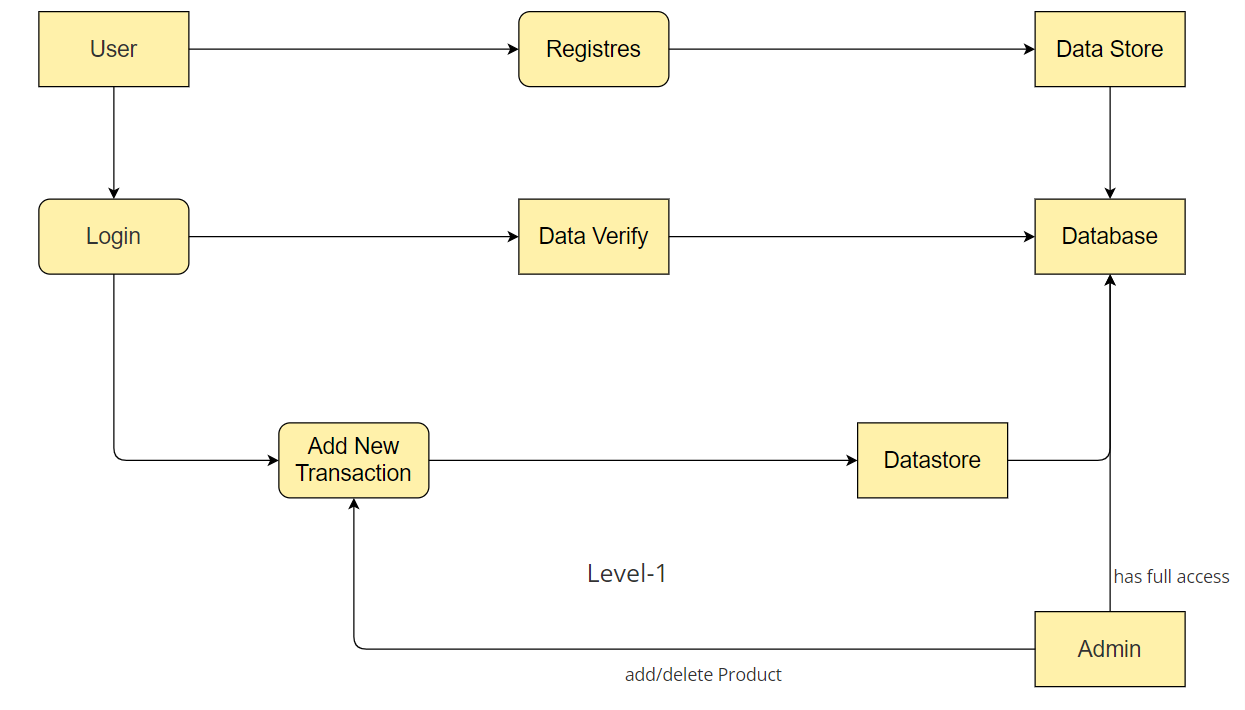 User
Registres
Data Store
Login
Data Verify
Database
Add New
Transaction
Datastore
Level-1
has full access
Admin
add/delete Product